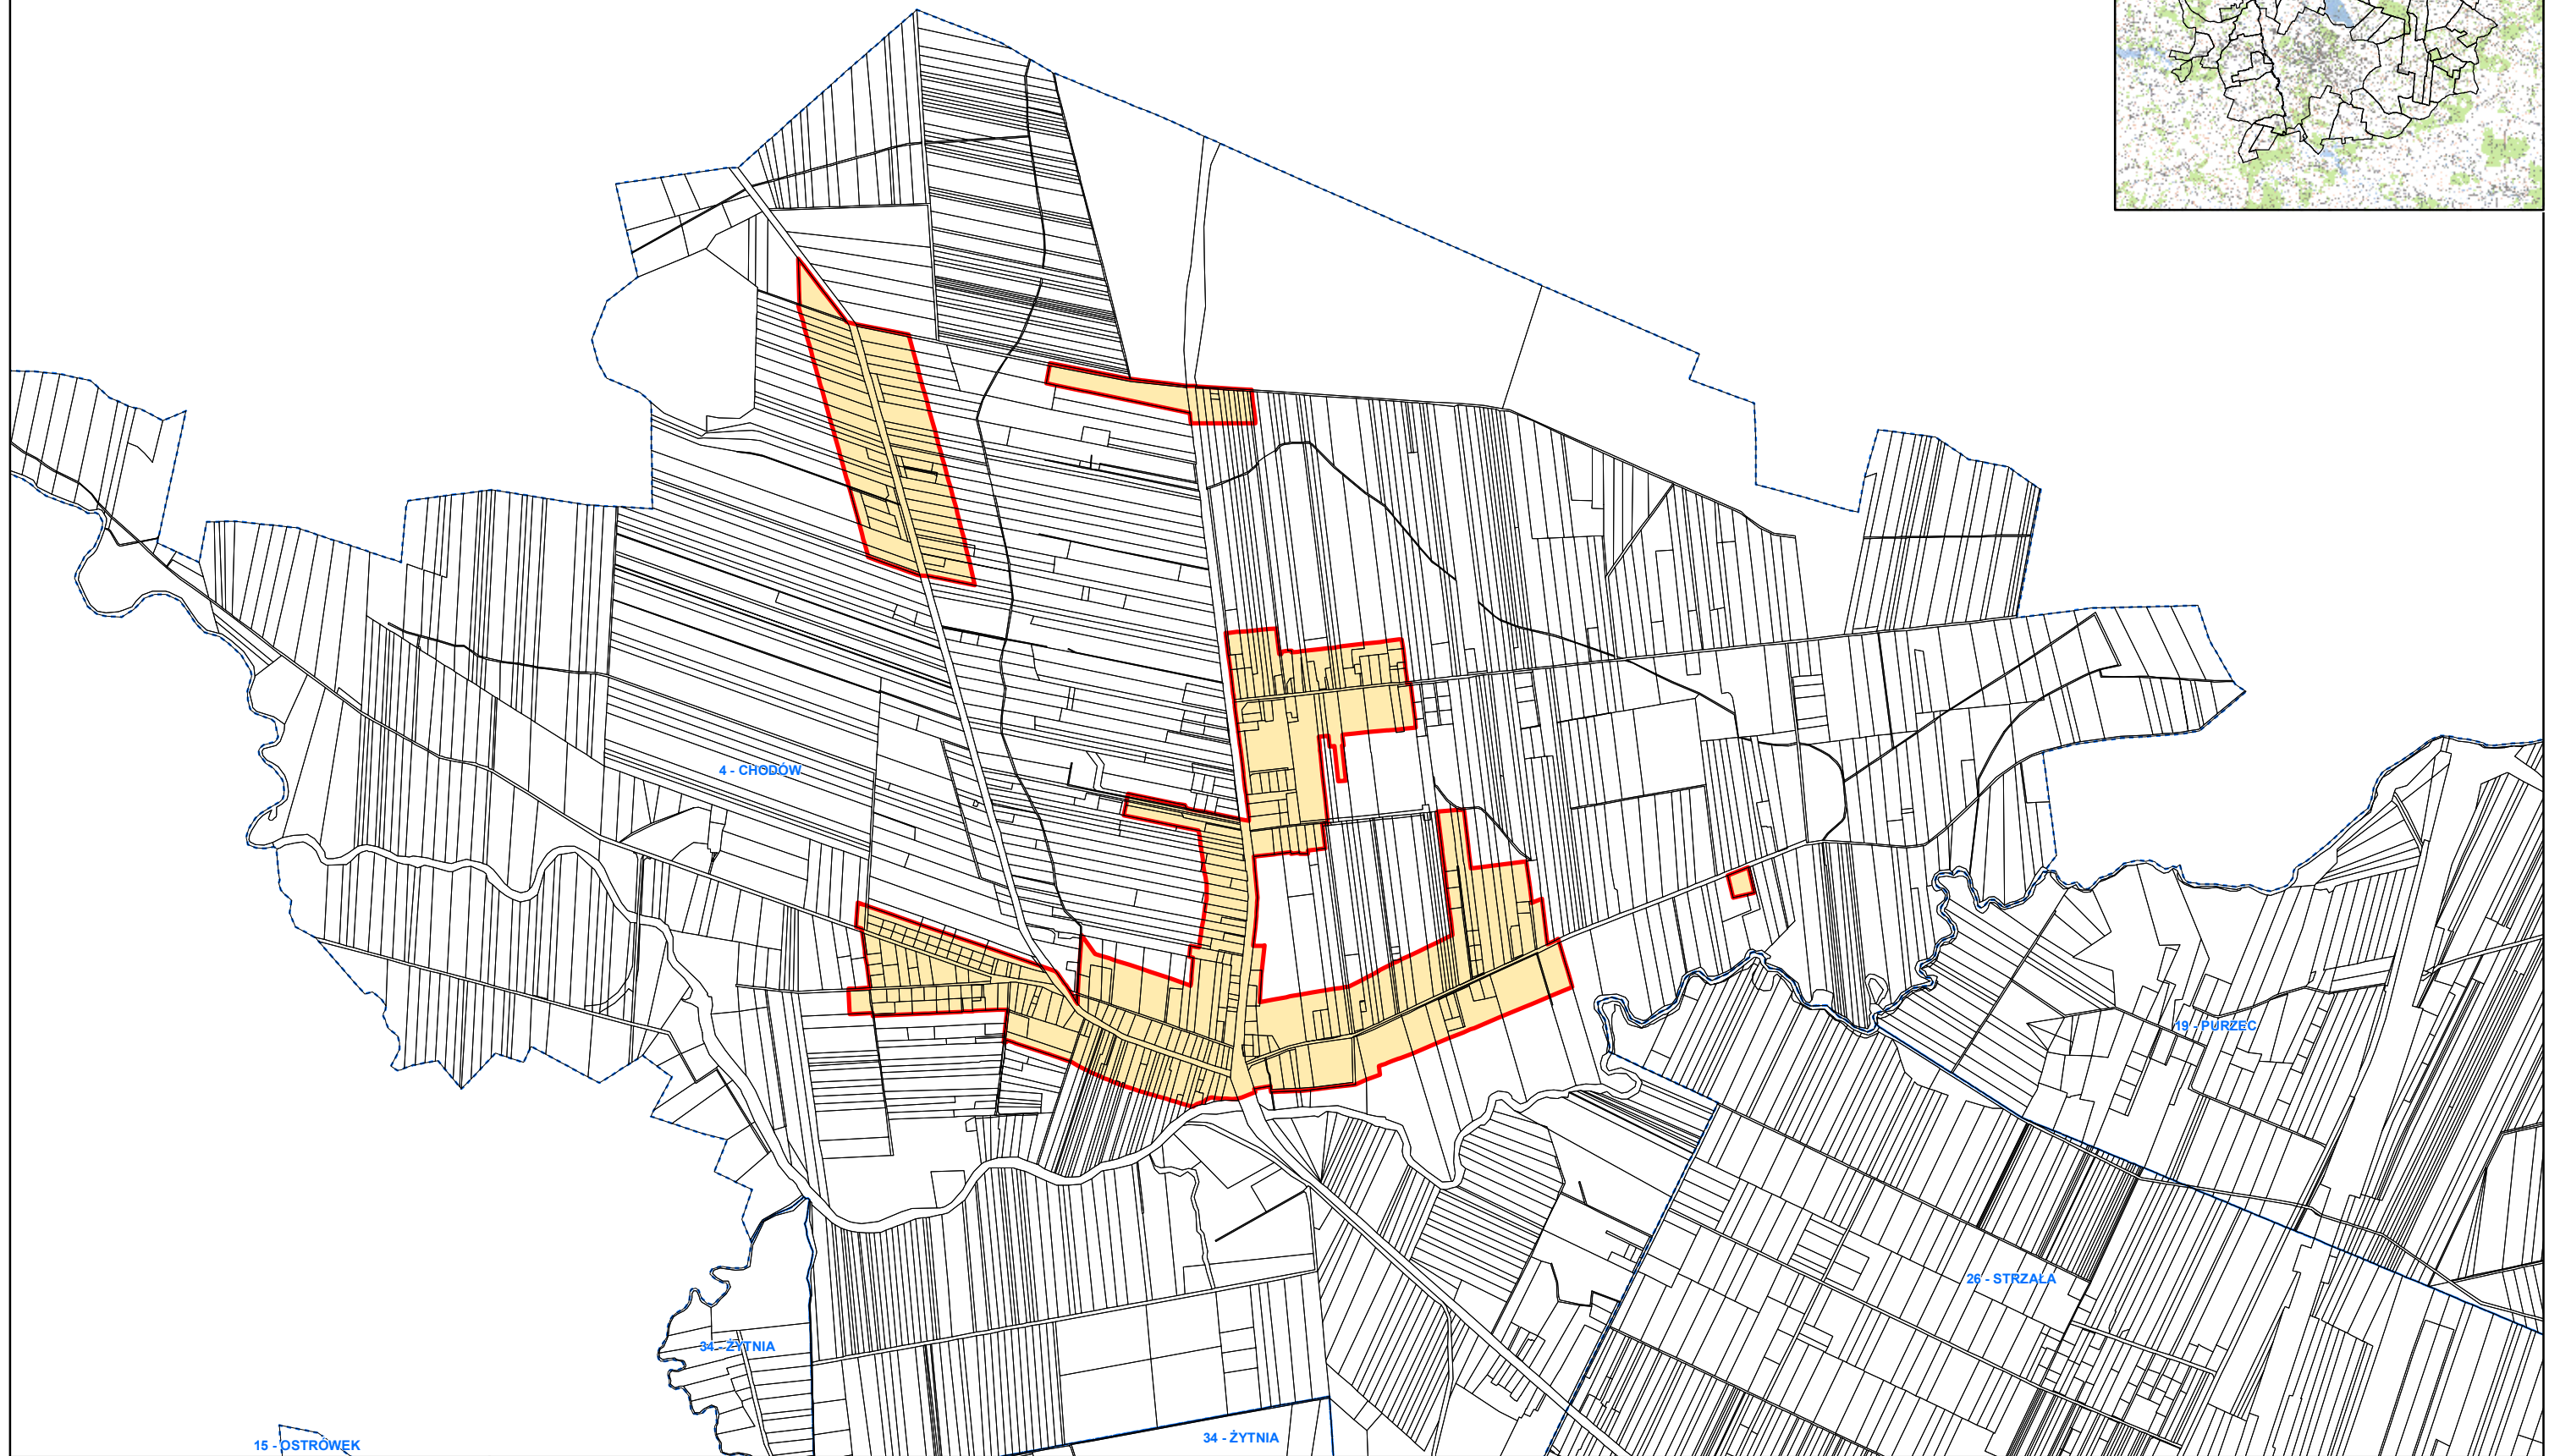 4 - CHODÓW
19 - PURZEC
26 - STRZAŁA
34 - ŻYTNIA
34 - ŻYTNIA
15 - OSTRÓWEK